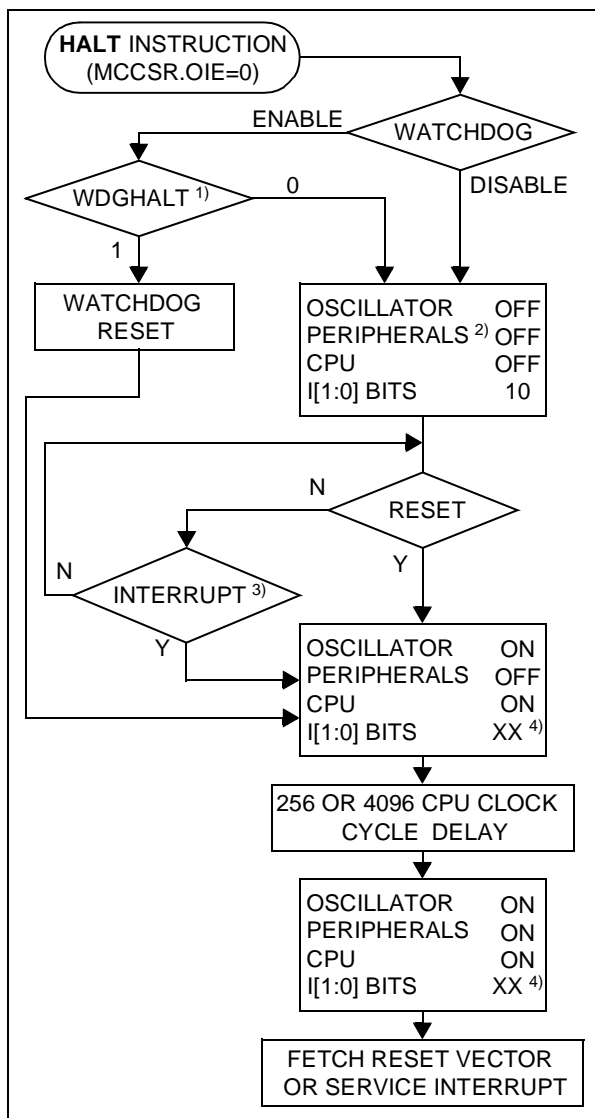 HALT INSTRUCTION
(MCCSR.OIE=0)
ENABLE
WATCHDOG
WDGHALT 1)
0
DISABLE
1
WATCHDOG
RESET
OSCILLATOR OFF
PERIPHERALS 2) OFF
CPU OFF
I[1:0] BITS 10
N
RESET
N
INTERRUPT 3)
Y
Y
OSCILLATOR ON
PERIPHERALS OFF
CPU ON
I[1:0] BITS XX 4)
256 OR 4096 CPU CLOCK
CYCLE DELAY
OSCILLATOR ON
PERIPHERALS ON
CPU ON
I[1:0] BITS XX 4)
FETCH RESET VECTOR
OR SERVICE INTERRUPT